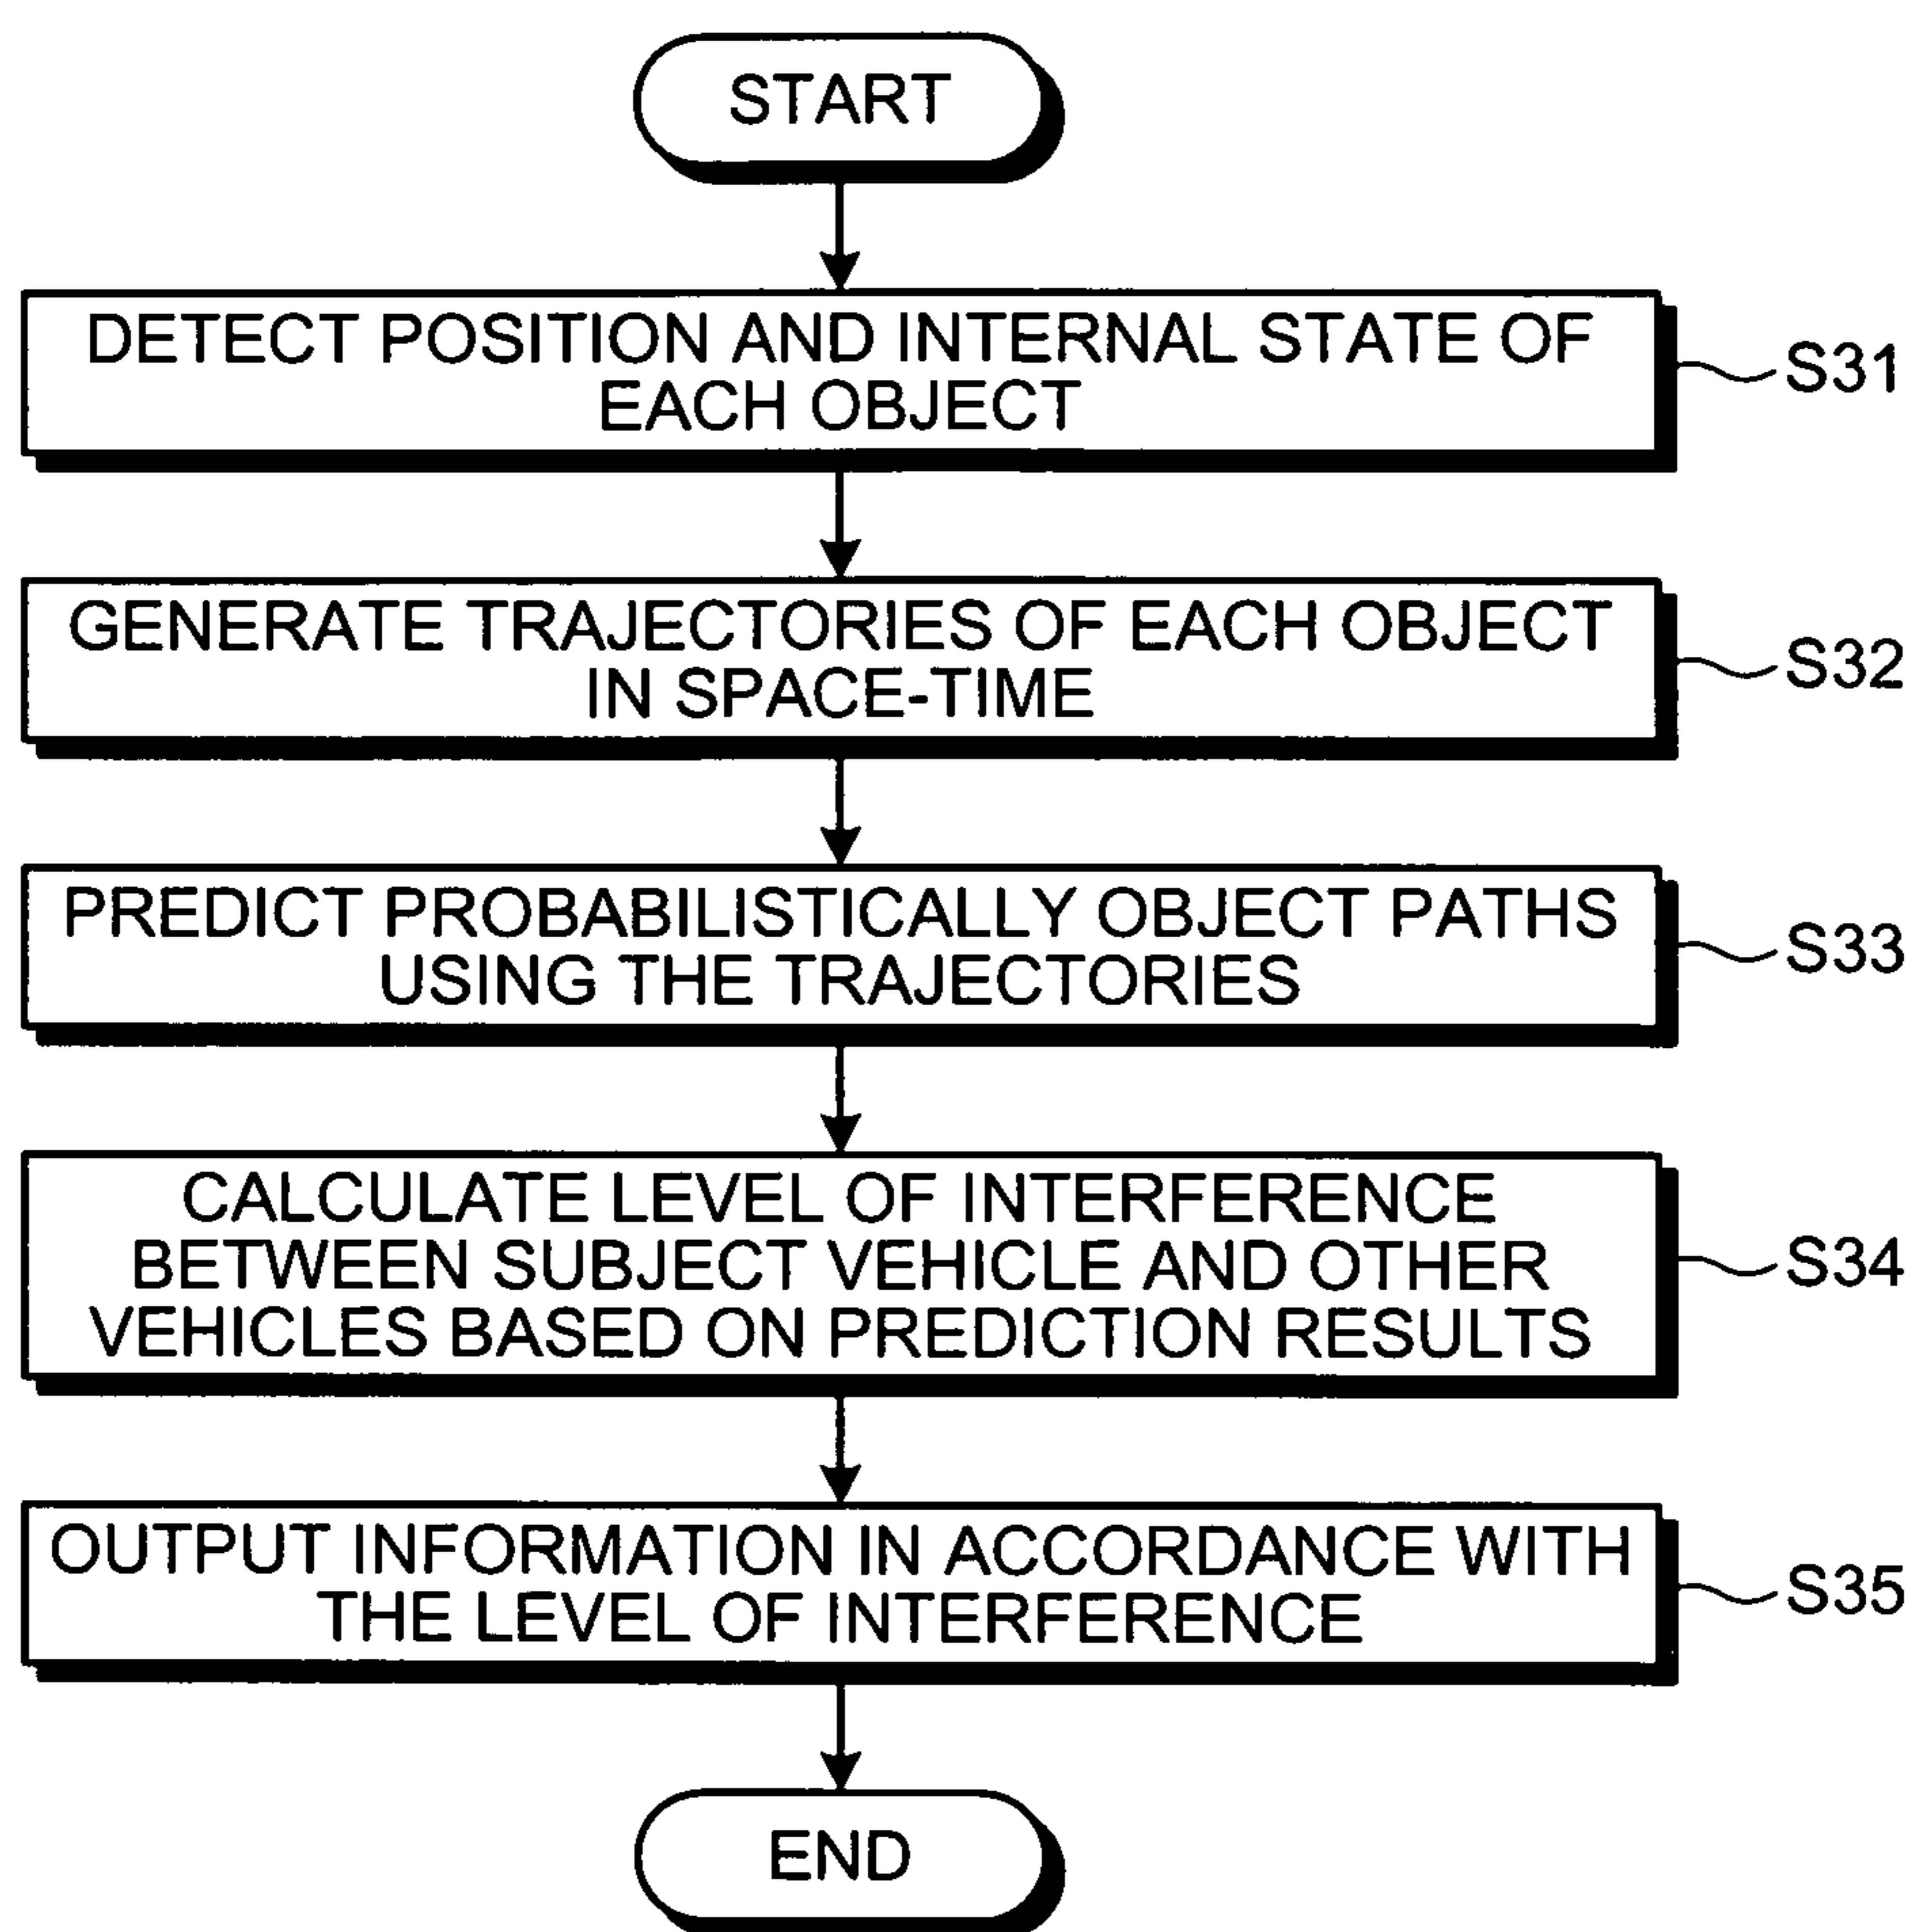 START
DETECT POSITION AND INTERNAL STATE OF
EACH OBJECT
S31
GENERATE TRAJECTORIES OF EACH OBJECT
IN SPACE-TIME
S32
PREDICT PROBABILISTICALLY OBJECT PATHS
USING THE TRAJECTORIES
S33
CALCULATE LEVEL OF INTERFERENCE
BETWEEN SUBJECT VEHICLE AND OTHER
VEHICLES BASED ON PREDICTION RESULTS
S34
OUTPUT INFORMATION IN ACCORDANCE WITH
THE LEVEL OF INTERFERENCE
S35
END